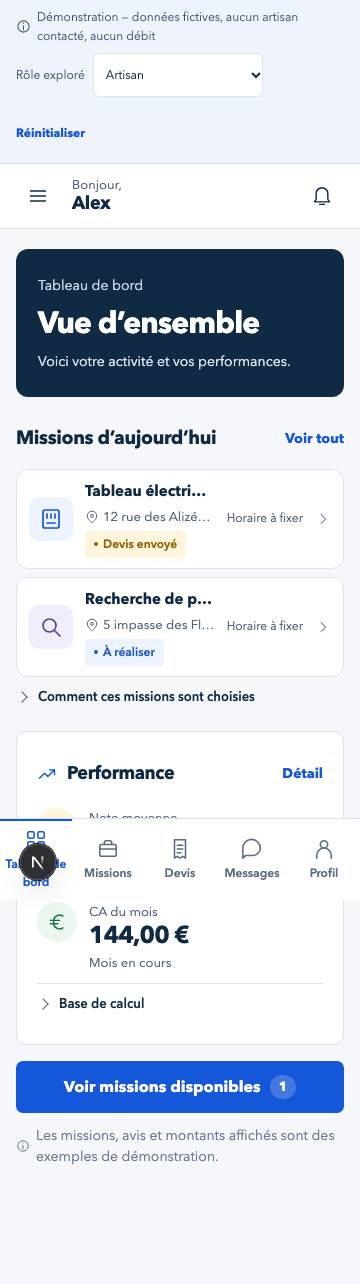 Démonstration — données fictives, aucun artisan
contacté, aucun débit
Rôle exploré
Artisan
Réinitialiser
Bonjour,
Alex
Tableau de bord
Vue d’ensemble
Voici votre activité et vos performances.
Missions d’aujourd’hui
Voir tout
Tableau électri...
12 rue des Alizé...
Horaire à fixer
• Devis envoyé
Recherche de p...
5 impasse des Fl...
Horaire à fixer
• À réaliser
Comment ces missions sont choisies
Performance
Détail
N
bord
Missions
Devis
Messages
Profil
CA du mois
144,00 €
Mois en cours
Base de calcul
Voir missions disponibles 1
Les missions, avis et montants affichés sont des
exemples de démonstration.